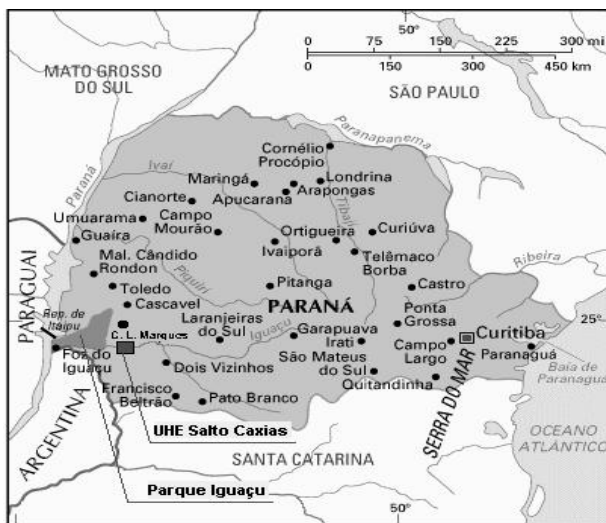 50°
0 75 150 225 300 mi
0 150 300 450 km
MATO GROSSO
DO SUL
SÃO PAULO
Paranapanema
Paraná
Cornélio
Procópio
Ivaí
Maringá
Londrina
Arapongas
Apucarana
Cianorte
Tibaji
Umuarama
Campo
Mourão
Ortigueira
Curiúva
Guaíra
Ivaiporã
Telêmaco
Borba
Ribeira
Mal. Cândido
Rondon
Piquiri
Pitanga
Castro
Toledo
PARANÁ
Cascavel
PARAGUAI
Rep. de
Itaipu
Laranjeiras
do Sul
Iguaçu
Garapuava
Ponta
Grossa
25°
C. L. Marques
Irati
Curitiba
Foz do
Iguaçu
São Mateus
do Sul
Campo
Largo
Paranaguá
Dois Vizinhos
Quitandinha
Baía de
Paranaguá
Francisco
Beltrão
Pato Branco
SERRA DO MAR
ARGENTINA
UHE Salto Caxias
OCEANO
ATLÂNTICO
SANTA CATARINA
Parque Iguaçu
50°